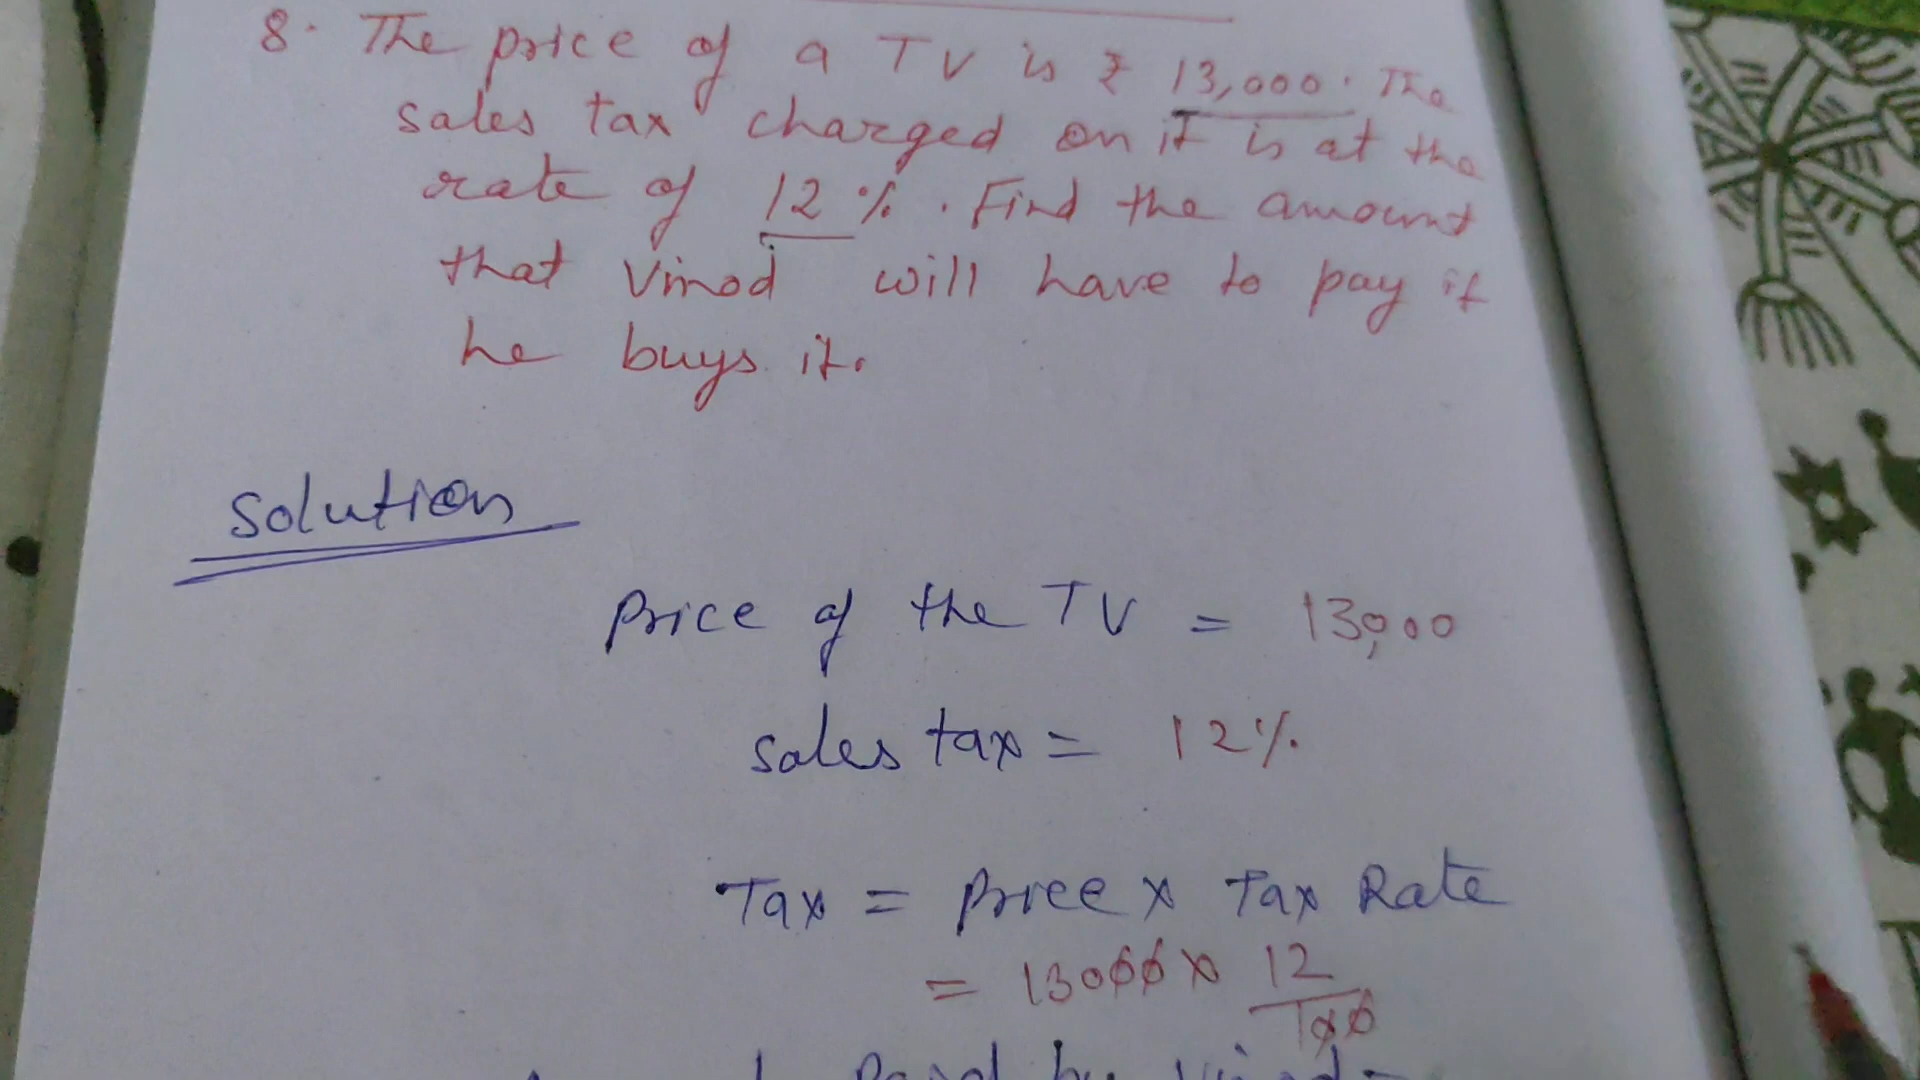 8. The price of a TV is ₹ 13,000. The
sales tax charged on it is at the
rate of 12%. Find the amount
that Vinod will have to pay if
he buys it.
Solution
Price of the TV = 13,000
Sales tax = 12%
Tax = Price x Tax Rate
= 13000 x 12
100
by Vinod =